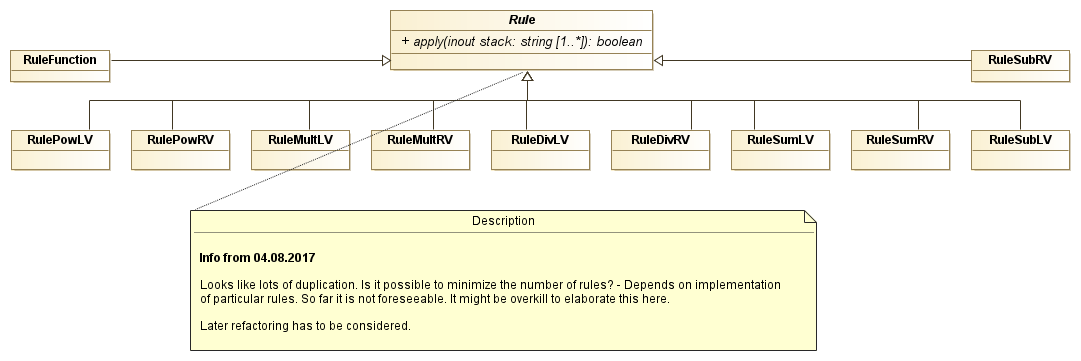 Rule
+ apply(inout stack: string [1..*]): boolean
RuleFunction
RuleSubRV
RulePowLV
RulePowRV
RuleMultLV
RuleMultRV
RuleDivLV
RuleDivRV
RuleSumLV
RuleSumRV
RuleSubLV
Description
Info from 04.08.2017
Looks like lots of duplication. Is it possible to minimize the number of rules? - Depends on implementation
of particular rules. So far it is not foreseeable. It might be overkill to elaborate this here.
Later refactoring has to be considered.